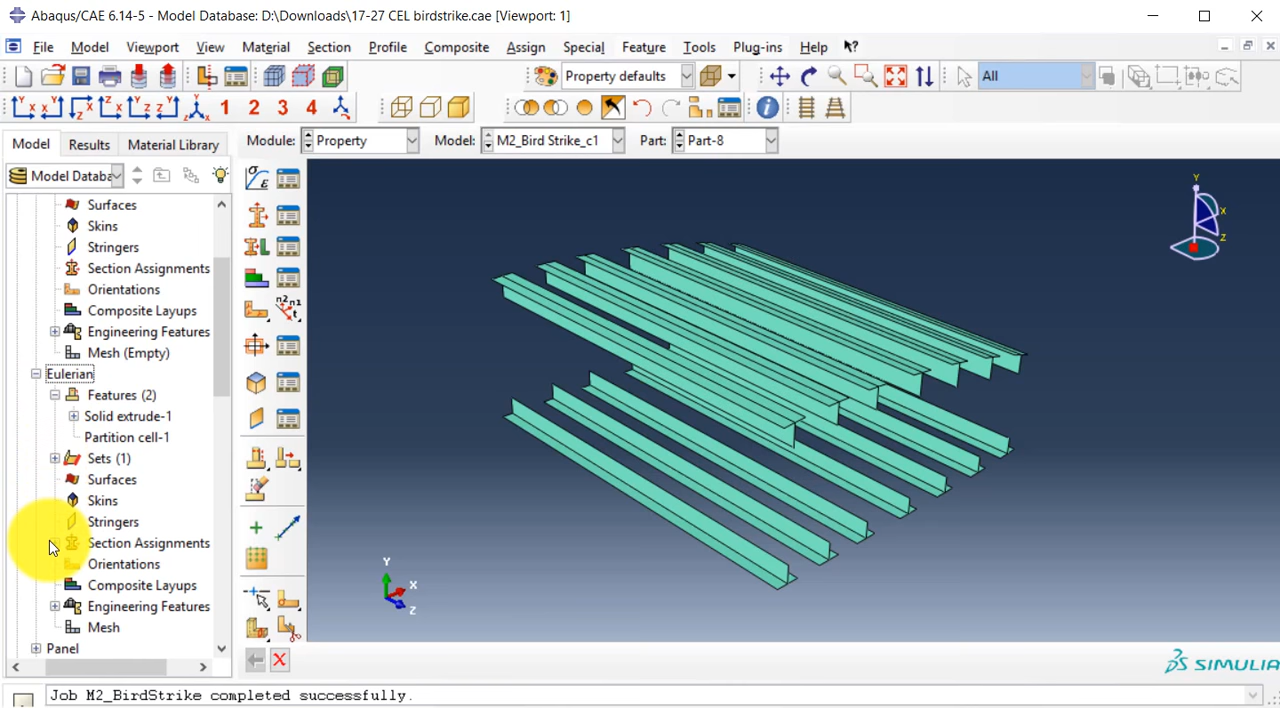 Abaqus/CAE 6.14-5 - Model Database: D:\Downloads\17-27 CEL birdstrike.cae [Viewport: 1]
File Model Viewport View Material Section Profile Composite Assign Special Feature Tools Plug-ins Help
Property defaults All
1 2 3 4
Model Results Material Library Module: Property Model: M2_Bird Strike_c1 Part: Part-8
Model Databa
Surfaces
Skins
Stringers
Section Assignments
Orientations
Composite Layups
Engineering Features
Mesh (Empty)
Eulerian
Features (2)
Solid extrude-1
Partition cell-1
Sets (1)
Surfaces
Skins
Stringers
Section Assignments
Orientations
Composite Layups
Engineering Features
Mesh
Panel
Y
X
Z
Y
X
Z
SIMULIA
Job M2_BirdStrike completed successfully.